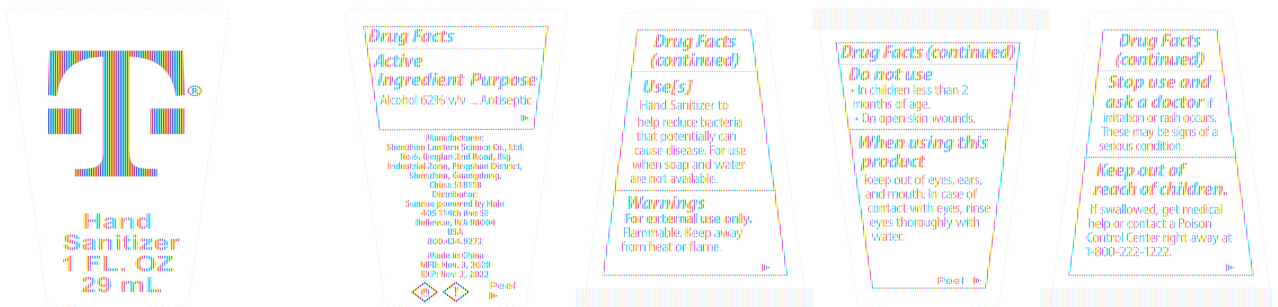 T®
Hand
Sanitizer
1 FL. OZ
29 mL
Drug Facts
Active
Ingredient Purpose
Alcohol 62% v/v ... Antiseptic
Manufacturer:
Shenzhen Lantern Science Co., Ltd.
No.6, Qinglan 2nd Road, Big
Industrial Zone, Pingshan District,
Shenzhen, Guangdong,
China 518118
Distributor:
Sunrise powered by Halo
405 114th Ave SE
Bellevue, WA 98004
USA
800.434.9272
Made in China
MFD: Nov. 3, 2020
EXP: Nov. 2, 2022
Peel
Drug Facts
(continued)
Use[s]
Hand Sanitizer to
help reduce bacteria
that potentially can
cause disease. For use
when soap and water
are not available.
Warnings
For external use only.
Flammable. Keep away
from heat or flame.
Drug Facts (continued)
Do not use
• In children less than 2
months of age.
• On open skin wounds.
When using this
product
keep out of eyes, ears,
and mouth. In case of
contact with eyes, rinse
eyes thoroughly with
water.
Peel
Drug Facts
(continued)
Stop use and
ask a doctor if
irritation or rash occurs.
These may be signs of a
serious condition.
Keep out of
reach of children.
If swallowed, get medical
help or contact a Poison
Control Center right away at
1-800-222-1222.